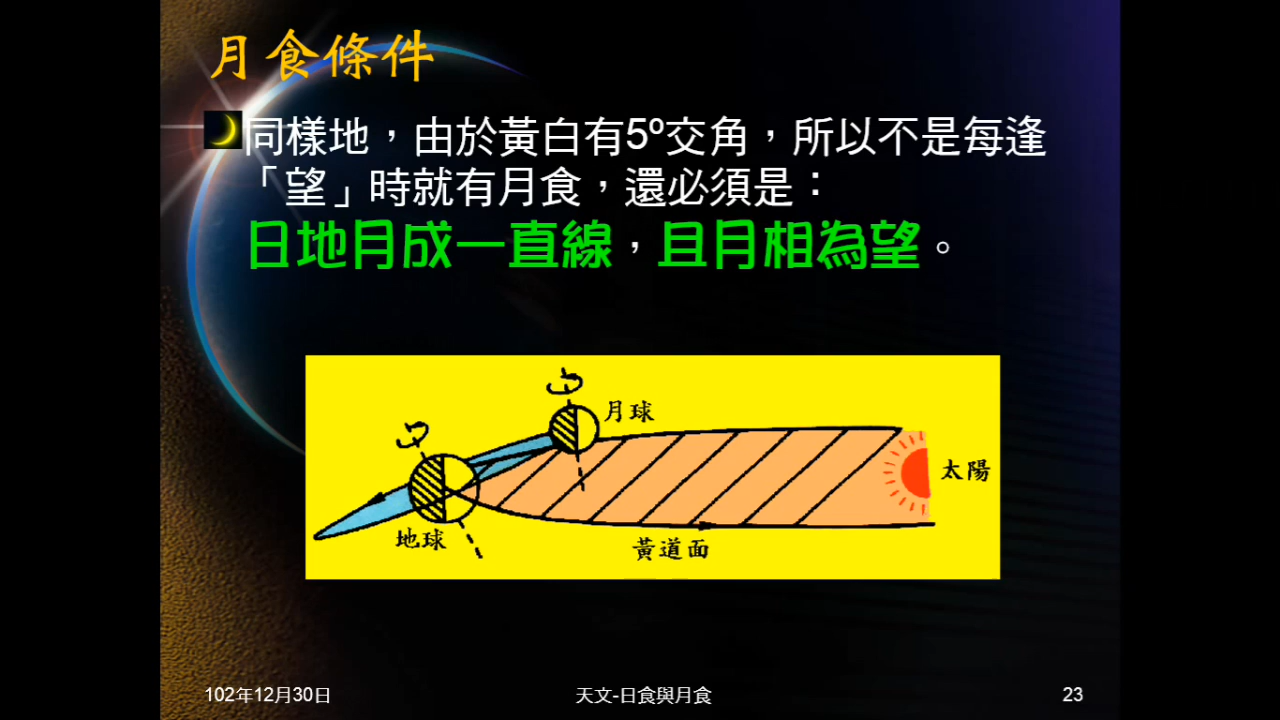 月食條件
同樣地，由於黃白有5º交角，所以不是每逢
「望」時就有月食，還必須是：
日地月成一直線，且月相為望。
月球
太陽
地球
黃道面
102年12月30日
天文-日食與月食
23